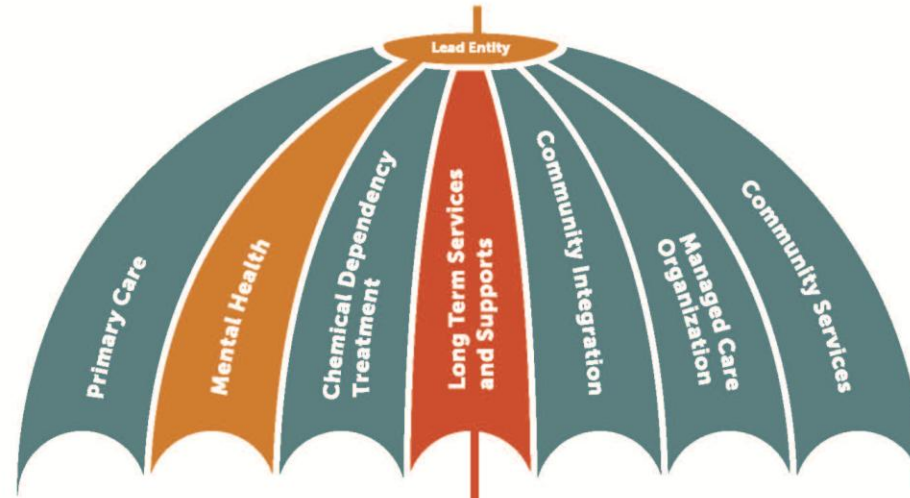 Lead Entity
Primary Care
Mental Health
Chemical Dependency
Treatment
Long Term Services
and Supports
Community Integration
Managed Care
Organization
Community Services